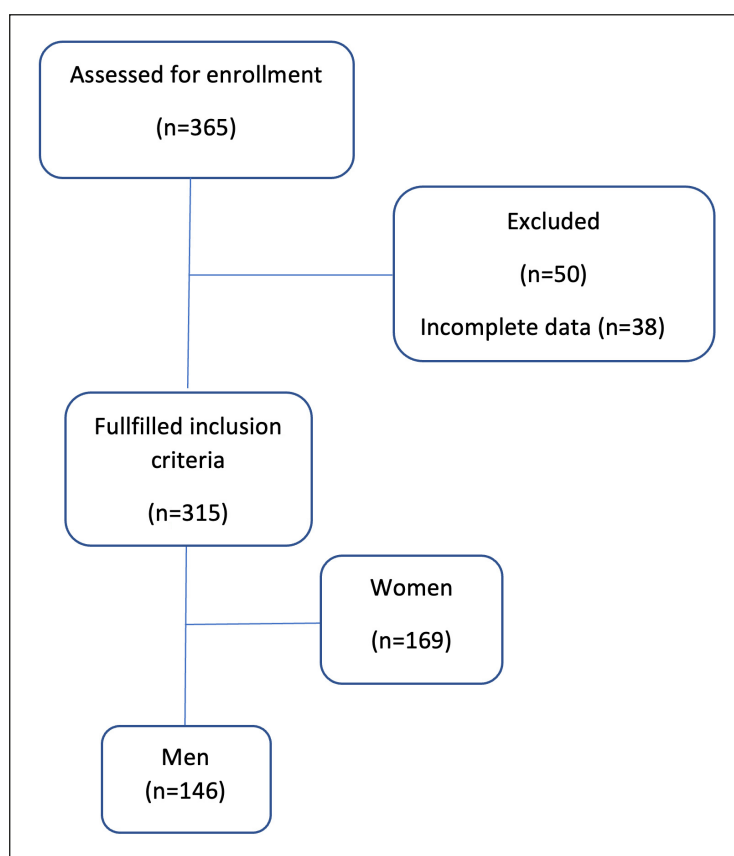 Assessed for enrollment
(n=365)
Excluded
(n=50)
Incomplete data (n=38)
Fullfilled inclusion
criteria
(n=315)
Women
(n=169)
Men
(n=146)